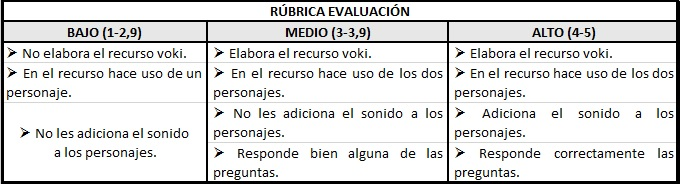 RÚBRICA EVALUACIÓN
BAJO (1-2,9)
MEDIO (3-3,9)
ALTO (4-5)
➤ No elabora el recurso voki.
➤ Elabora el recurso voki.
➤ Elabora el recurso voki.
➤ En el recurso hace uso de un
personaje.
➤ En el recurso hace uso de los dos
personajes.
➤ En el recurso hace uso de los dos
personajes.
➤ No les adiciona el sonido
a los personajes.
➤ No les adiciona el sonido a los
personajes.
➤ Adiciona el sonido a los
personajes.
➤ Responde bien alguna de las
preguntas.
➤ Responde correctamente las
preguntas.